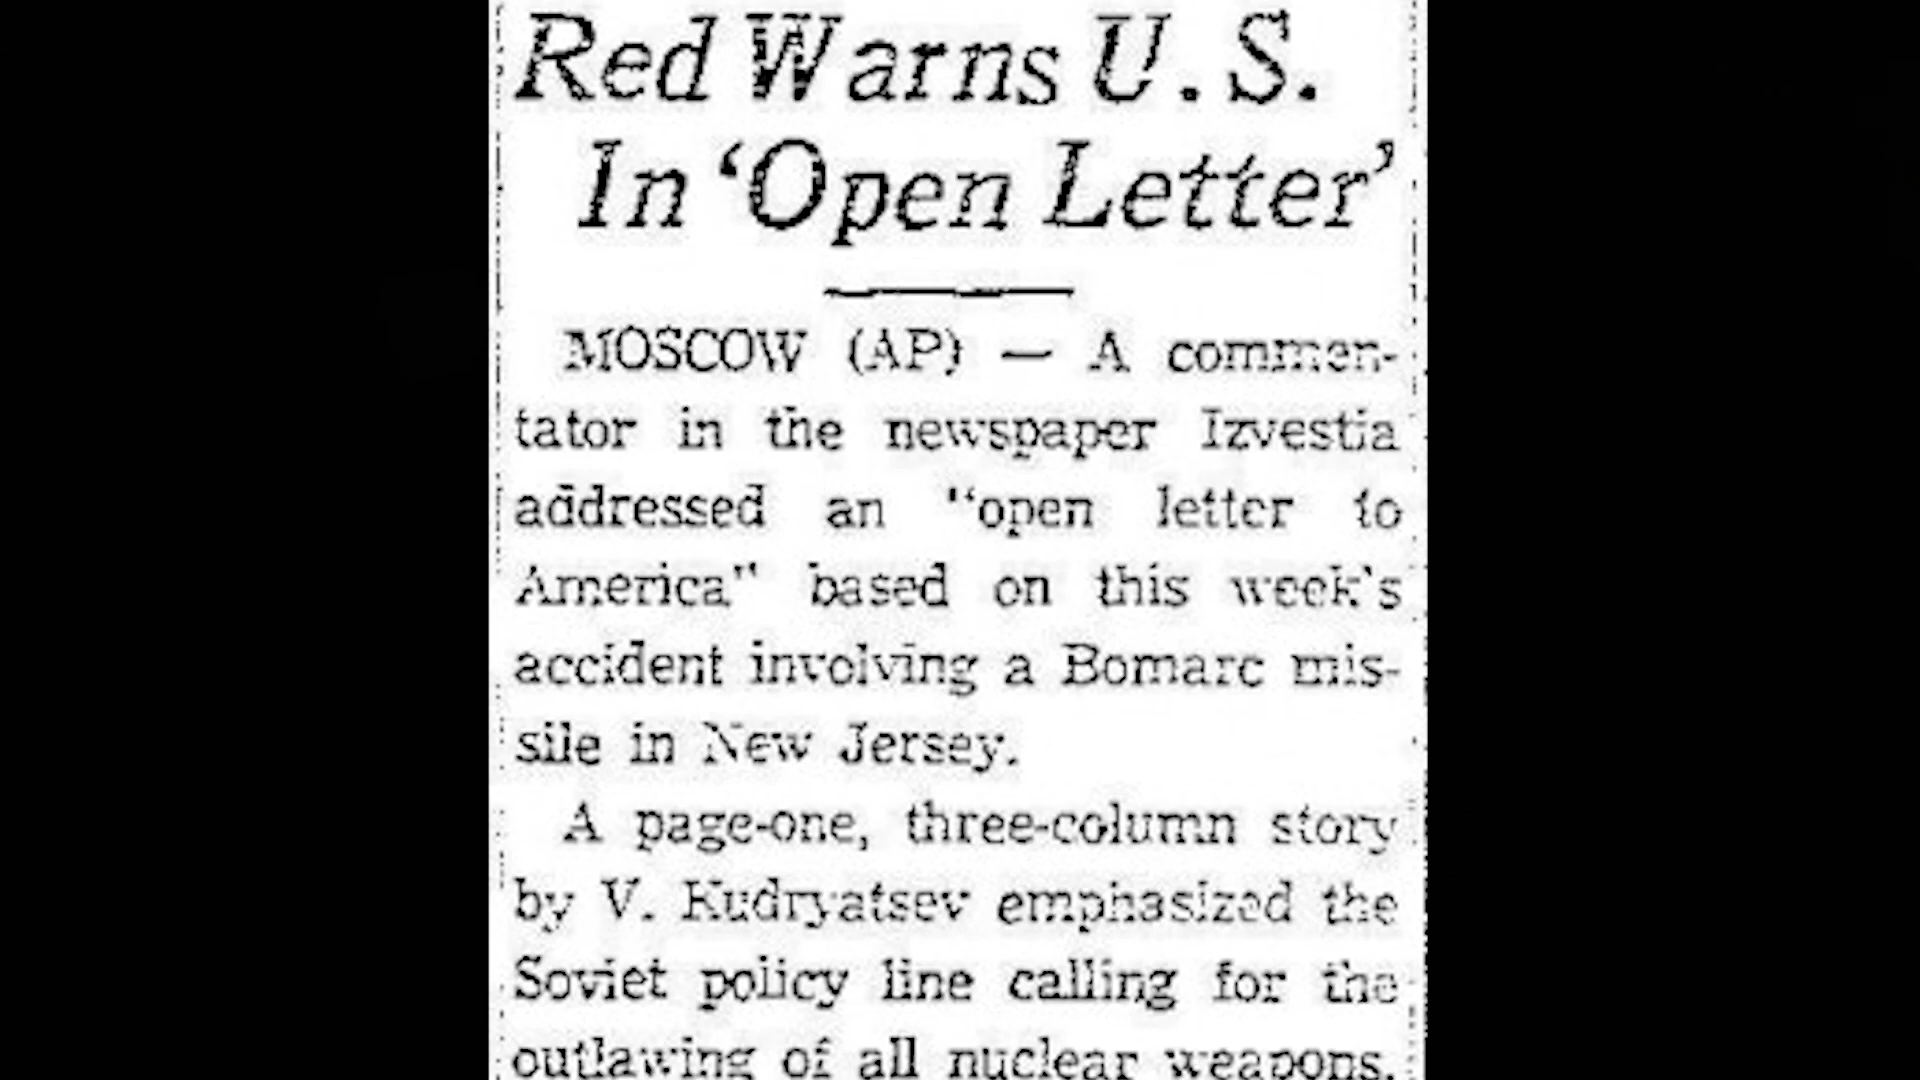 Red Warns U.S.
In 'Open Letter'
MOSCOW (AP) — A commen-
tator in the newspaper Izvestia
addressed an "open letter to
America" based on this week's
accident involving a Bomarc mis-
sile in New Jersey.
A page-one, three-column story
by V. Kudryatsev emphasized the
Soviet policy line calling for the
outlawing of all nuclear weapons.